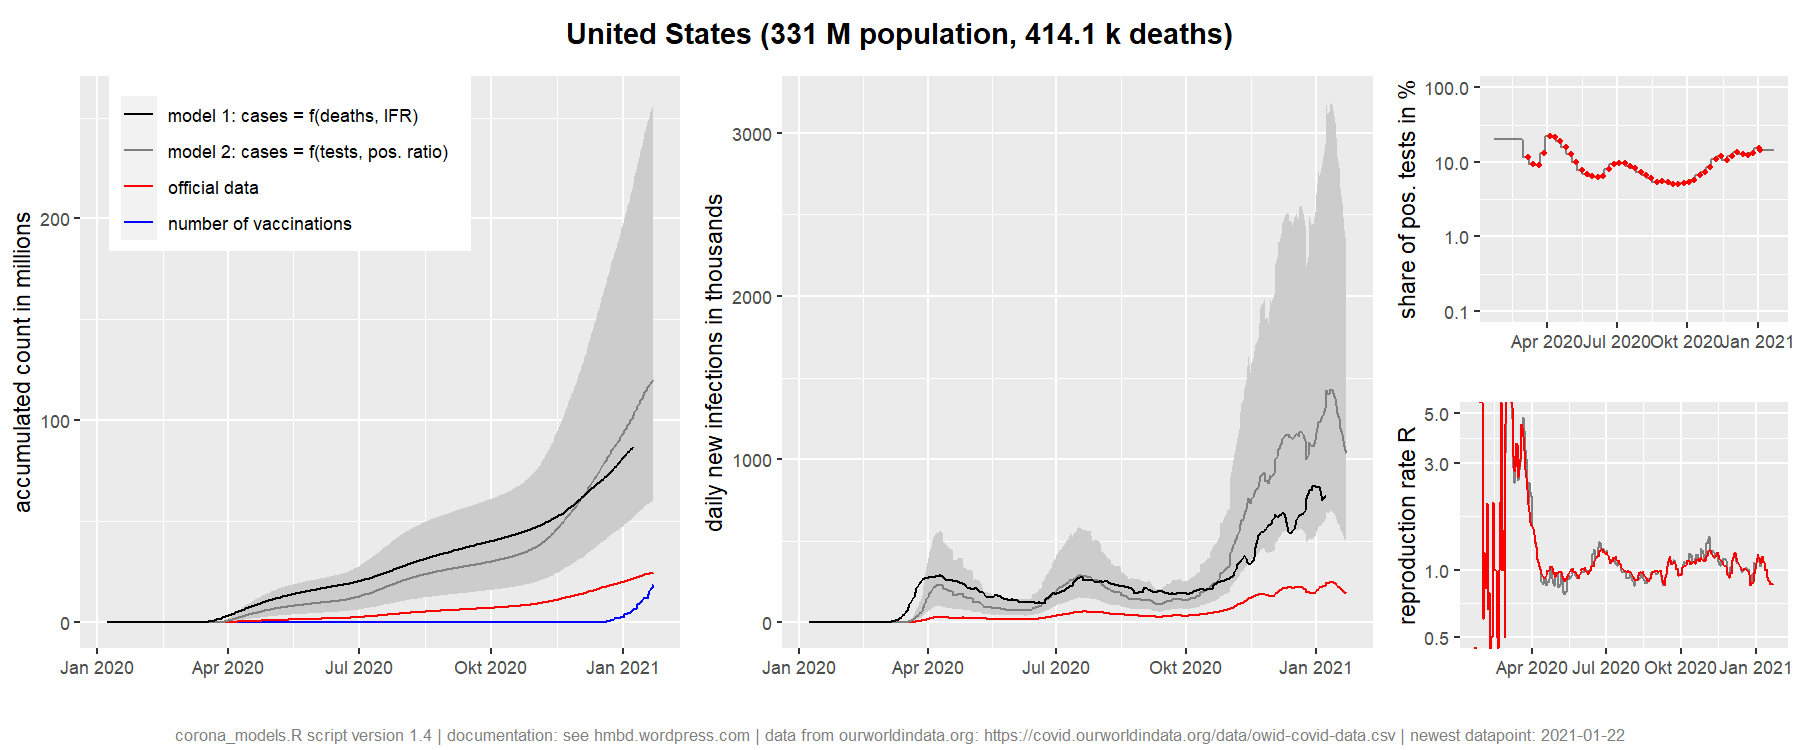 United States (331 M population, 414.1 k deaths)
accumulated count in millions
200
100
0
Jan 2020 Apr 2020 Jul 2020 Okt 2020 Jan 2021
model 1: cases = f(deaths, IFR)
model 2: cases = f(tests, pos. ratio)
official data
number of vaccinations
daily new infections in thousands
3000
2000
1000
0
Jan 2020 Apr 2020 Jul 2020 Okt 2020 Jan 2021
share of pos. tests in %
100.0
10.0
1.0
0.1
Apr 2020 Jul 2020 Okt 2020 Jan 2021
reproduction rate R
5.0
3.0
1.0
0.5
Apr 2020 Jul 2020 Okt 2020 Jan 2021
corona_models.R script version 1.4 | documentation: see hmbd.wordpress.com | data from ourworldindata.org: https://covid.ourworldindata.org/data/owid-covid-data.csv | newest datapoint: 2021-01-22